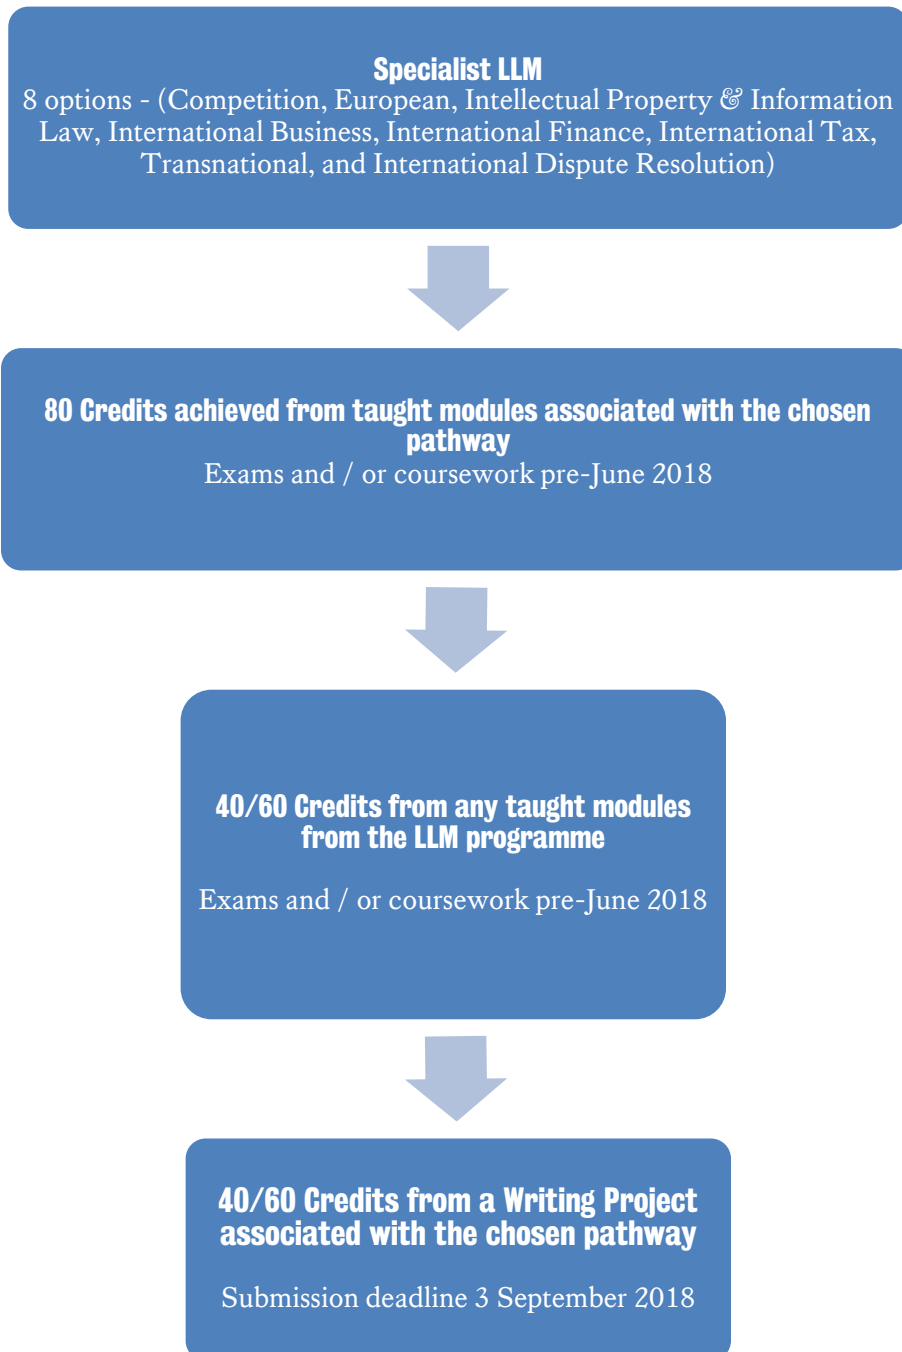 Specialist LLM
8 options - (Competition, European, Intellectual Property & Information
Law, International Business, International Finance, International Tax,
Transnational, and International Dispute Resolution)
80 Credits achieved from taught modules associated with the chosen
pathway
Exams and / or coursework pre-June 2018
40/60 Credits from any taught modules
from the LLM programme
Exams and / or coursework pre-June 2018
40/60 Credits from a Writing Project
associated with the chosen pathway
Submission deadline 3 September 2018